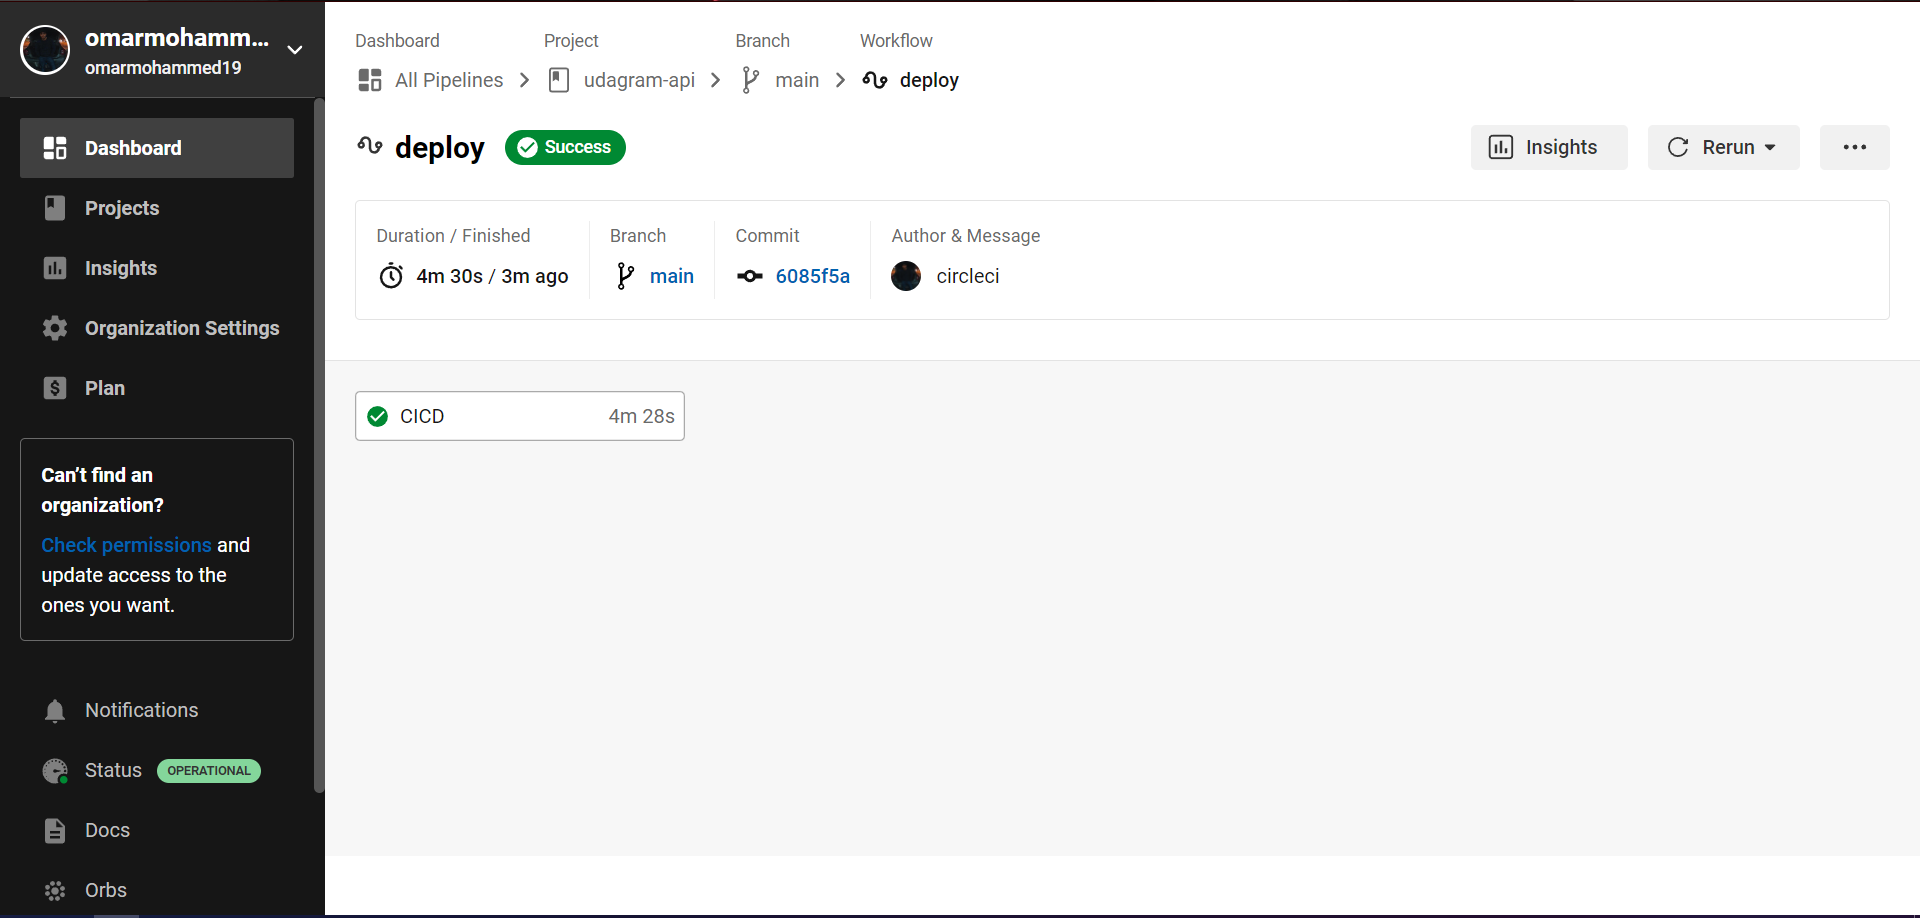 omarmohamm...
omarmohammed19
Dashboard
Projects
Insights
Organization Settings
Plan
Can't find an
organization?
Check permissions and
update access to the
ones you want.
Notifications
Status OPERATIONAL
Docs
Orbs
Dashboard Project Branch Workflow
All Pipelines udagram-api main deploy
deploy Success Insights Rerun
Duration / Finished Branch Commit Author & Message
4m 30s / 3m ago main 6085f5a circleci
CICD 4m 28s